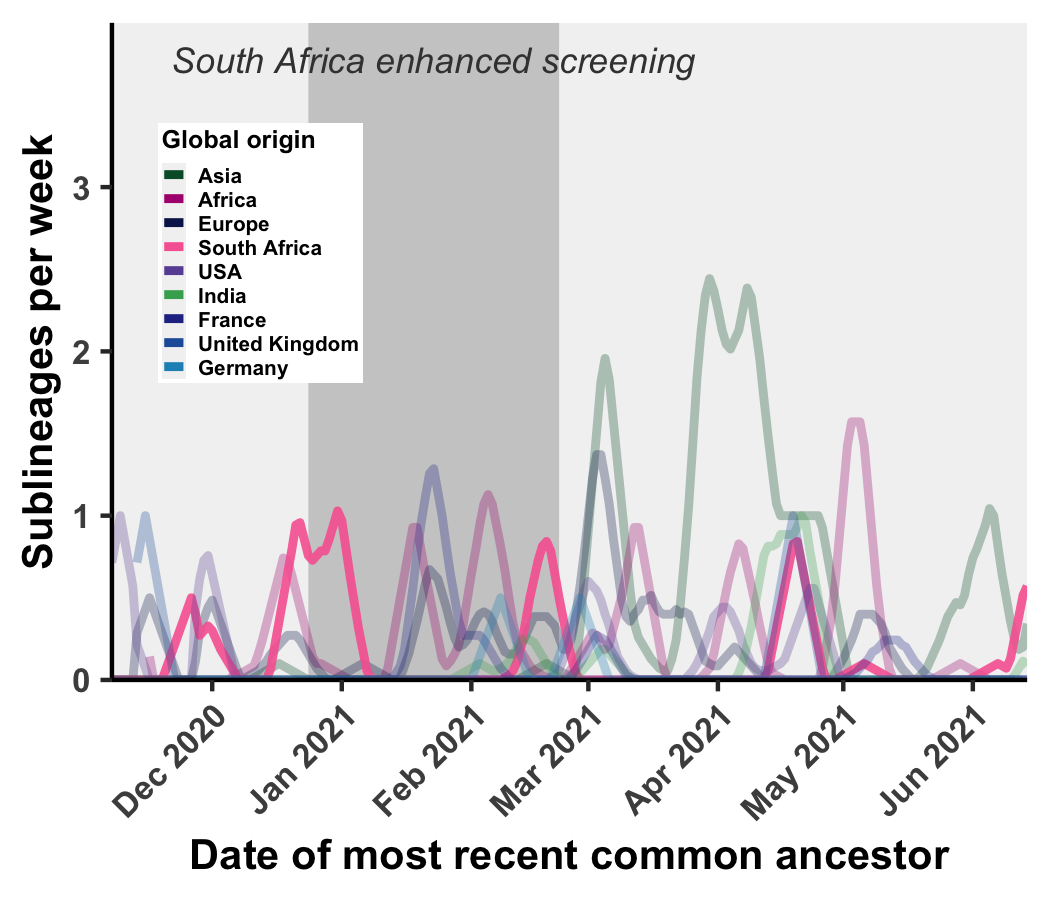 South Africa enhanced screening
Global origin
Asia
Africa
Europe
South Africa
USA
India
France
United Kingdom
Germany
Sublineages per week
3
2
1
0
Dec 2020
Jan 2021
Feb 2021
Mar 2021
Apr 2021
May 2021
Jun 2021
Date of most recent common ancestor